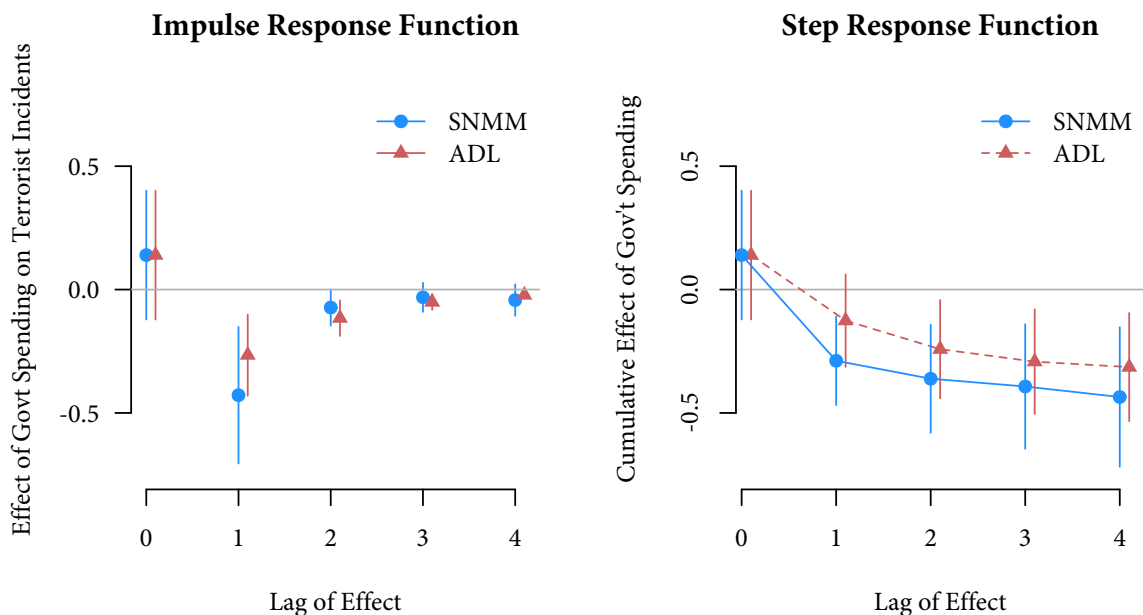 Impulse Response Function
Effect of Govt Spending on Terrorist Incidents
SNMM
ADL
0.5
0.0
-0.5
0 1 2 3 4
Lag of Effect
Step Response Function
Cumulative Effect of Gov't Spending
SNMM
ADL
0.5
0.0
-0.5
0 1 2 3 4
Lag of Effect